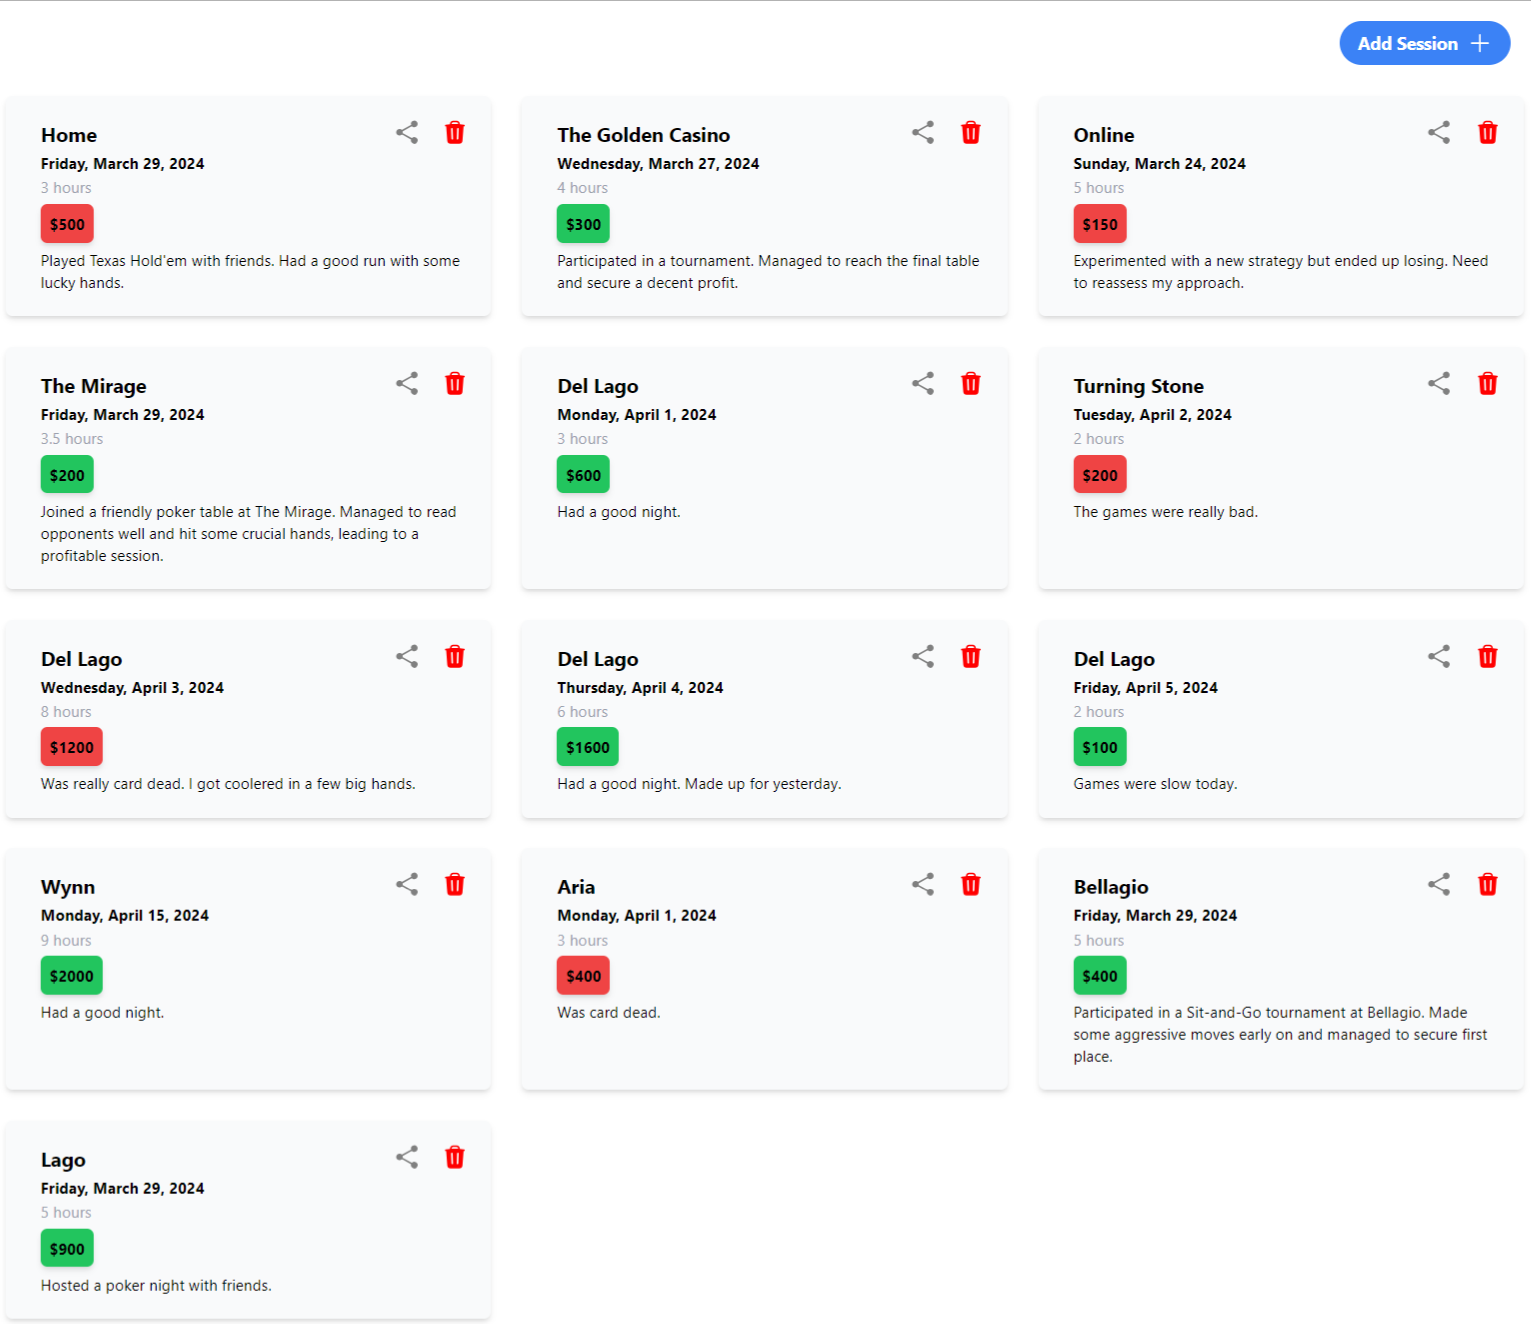 Add Session
Home
Friday, March 29, 2024
3 hours
$500
Played Texas Hold'em with friends. Had a good run with some
lucky hands.
The Golden Casino
Wednesday, March 27, 2024
4 hours
$300
Participated in a tournament. Managed to reach the final table
and secure a decent profit.
Online
Sunday, March 24, 2024
5 hours
$150
Experimented with a new strategy but ended up losing. Need
to reassess my approach.
The Mirage
Friday, March 29, 2024
3.5 hours
$200
Joined a friendly poker table at The Mirage. Managed to read
opponents well and hit some crucial hands, leading to a
profitable session.
Del Lago
Monday, April 1, 2024
3 hours
$600
Had a good night.
Turning Stone
Tuesday, April 2, 2024
2 hours
$200
The games were really bad.
Del Lago
Wednesday, April 3, 2024
8 hours
$1200
Was really card dead. I got coolered in a few big hands.
Del Lago
Thursday, April 4, 2024
6 hours
$1600
Had a good night. Made up for yesterday.
Del Lago
Friday, April 5, 2024
2 hours
$100
Games were slow today.
Wynn
Monday, April 15, 2024
9 hours
$2000
Had a good night.
Aria
Monday, April 1, 2024
3 hours
$400
Was card dead.
Bellagio
Friday, March 29, 2024
5 hours
$400
Participated in a Sit-and-Go tournament at Bellagio. Made
some aggressive moves early on and managed to secure first
place.
Lago
Friday, March 29, 2024
5 hours
$900
Hosted a poker night with friends.